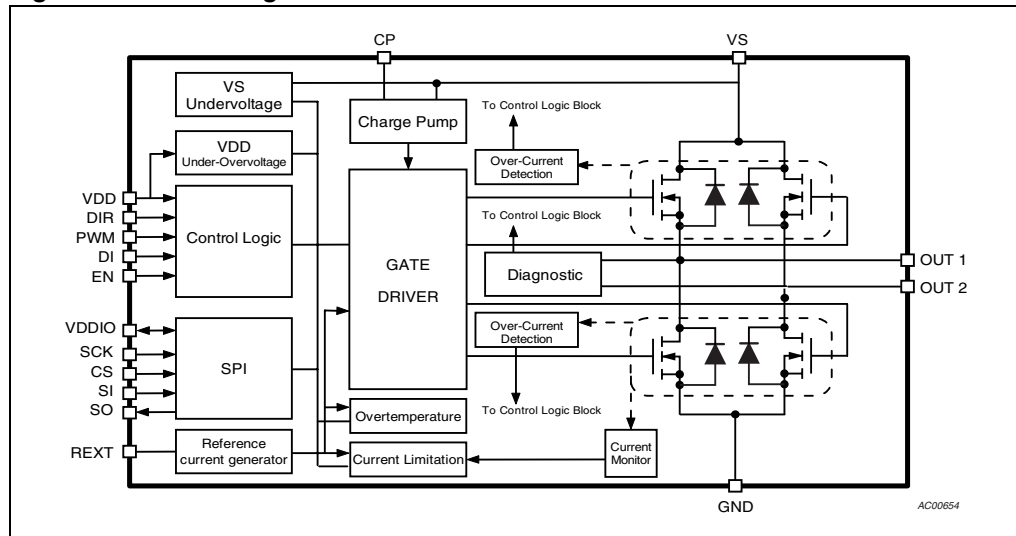 CP
VS
VS
Undervoltage
Charge Pump
To Control Logic Block
VDD
Under-Overvoltage
Over-Current
Detection
VDD
DIR
PWM
DI
EN
Control Logic
GATE
DRIVER
To Control Logic Block
Diagnostic
OUT 1
OUT 2
VDDIO
SCK
CS
SI
SO
SPI
Over-Current
Detection
To Control Logic Block
Overtemperature
REXT
Reference
current generator
Current Limitation
Current
Monitor
GND
AC00654